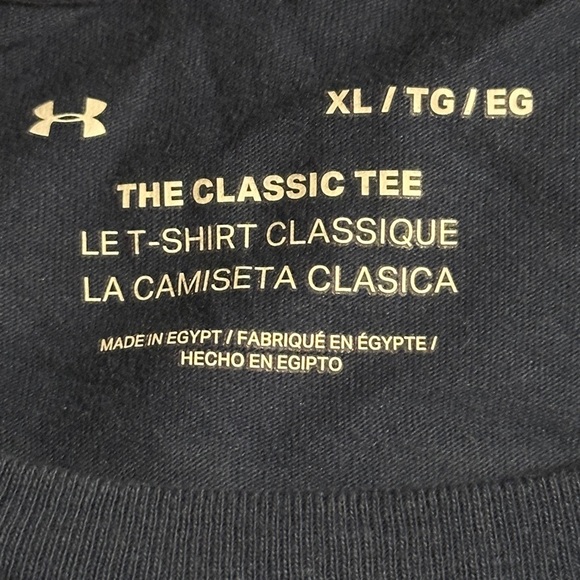 XL / TG / EG
THE CLASSIC TEE
LE T-SHIRT CLASSIQUE
LA CAMISETA CLASICA
MADE IN EGYPT / FABRIQUÉ EN ÉGYPTE /
HECHO EN EGIPTO